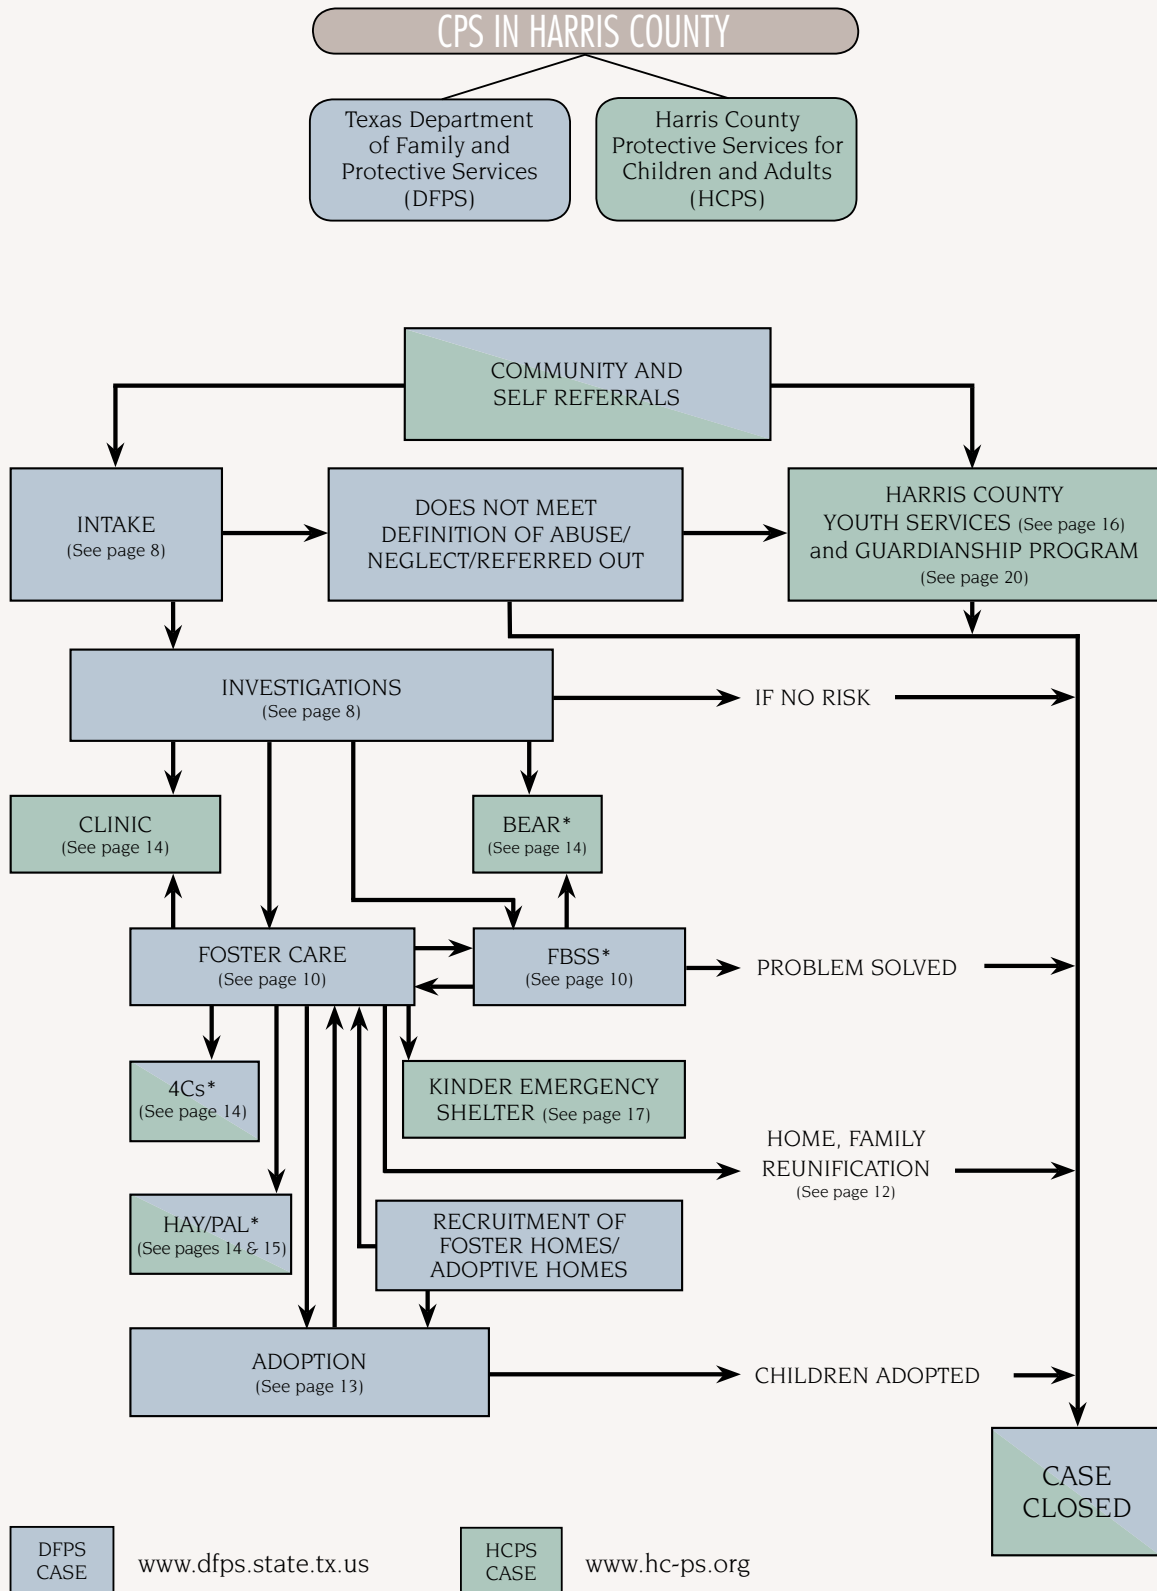 CPS IN HARRIS COUNTY
Texas Department
of Family and
Protective Services
(DFPS)
Harris County
Protective Services for
Children and Adults
(HCPS)
COMMUNITY AND
SELF REFERRALS
INTAKE
(See page 8)
DOES NOT MEET
DEFINITION OF ABUSE/
NEGLECT/REFERRED OUT
HARRIS COUNTY
YOUTH SERVICES (See page 16)
and GUARDIANSHIP PROGRAM
(See page 20)
INVESTIGATIONS
(See page 8)
IF NO RISK
CLINIC
(See page 14)
BEAR*
(See page 14)
FOSTER CARE
(See page 10)
FBSS*
(See page 10)
PROBLEM SOLVED
4Cs*
(See page 14)
KINDER EMERGENCY
SHELTER (See page 17)
HOME, FAMILY
REUNIFICATION
(See page 12)
HAY/PAL*
(See pages 14 & 15)
RECRUITMENT OF
FOSTER HOMES/
ADOPTIVE HOMES
ADOPTION
(See page 13)
CHILDREN ADOPTED
CASE
CLOSED
DFPS
CASE
www.dfps.state.tx.us
HCPS
CASE
www.hc-ps.org